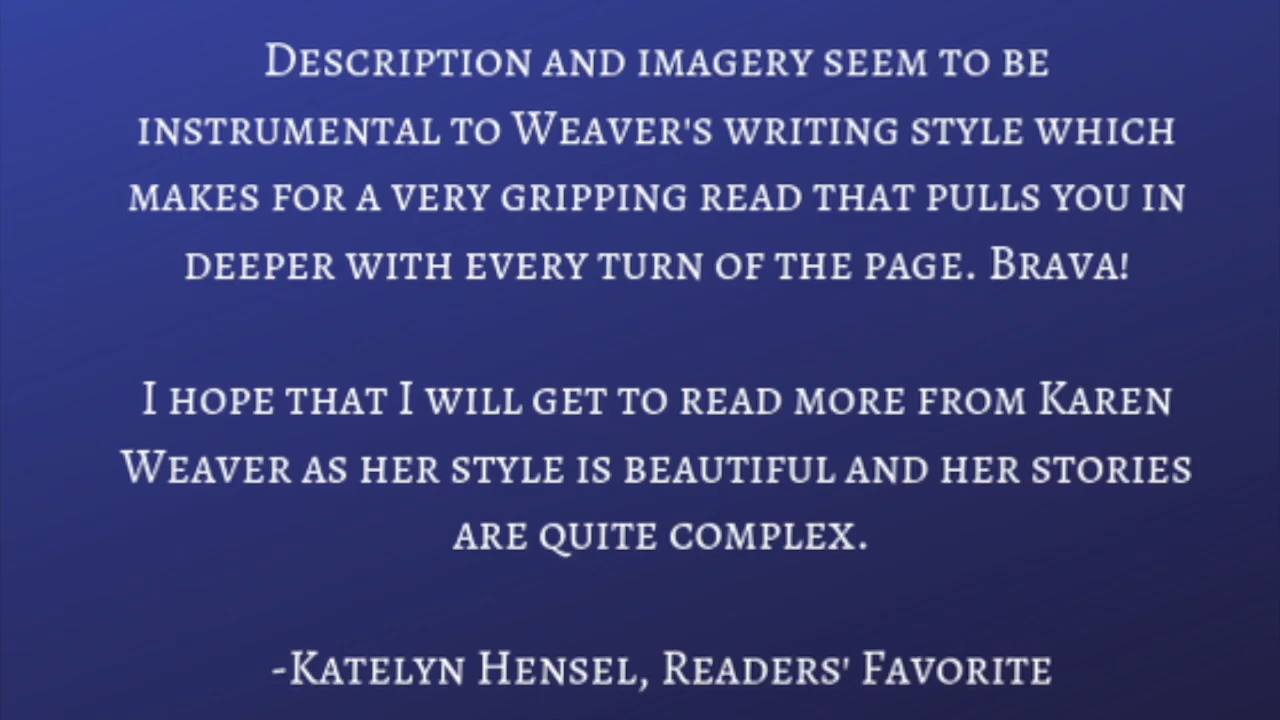 Description and imagery seem to be
instrumental to Weaver's writing style which
makes for a very gripping read that pulls you in
deeper with every turn of the page. Brava!
I hope that I will get to read more from Karen
Weaver as her style is beautiful and her stories
are quite complex.
-Katelyn Hensel, Readers' Favorite